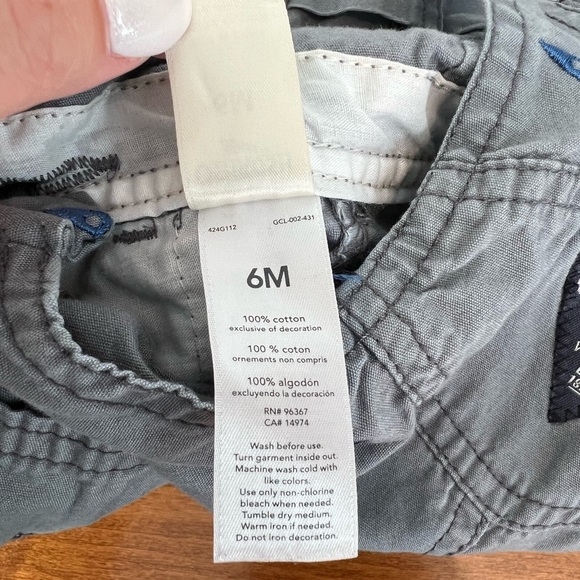 424G112 GCL-002-431
6M
100% cotton
exclusive of decoration
100 % coton
ornements non compris
100% algodón
excluyendo la decoración
RN# 96367
CA# 14974
Wash before use.
Turn garment inside out.
Machine wash cold with
like colors.
Use only non-chlorine
bleach when needed.
Tumble dry medium.
Warm iron if needed.
Do not iron decoration.